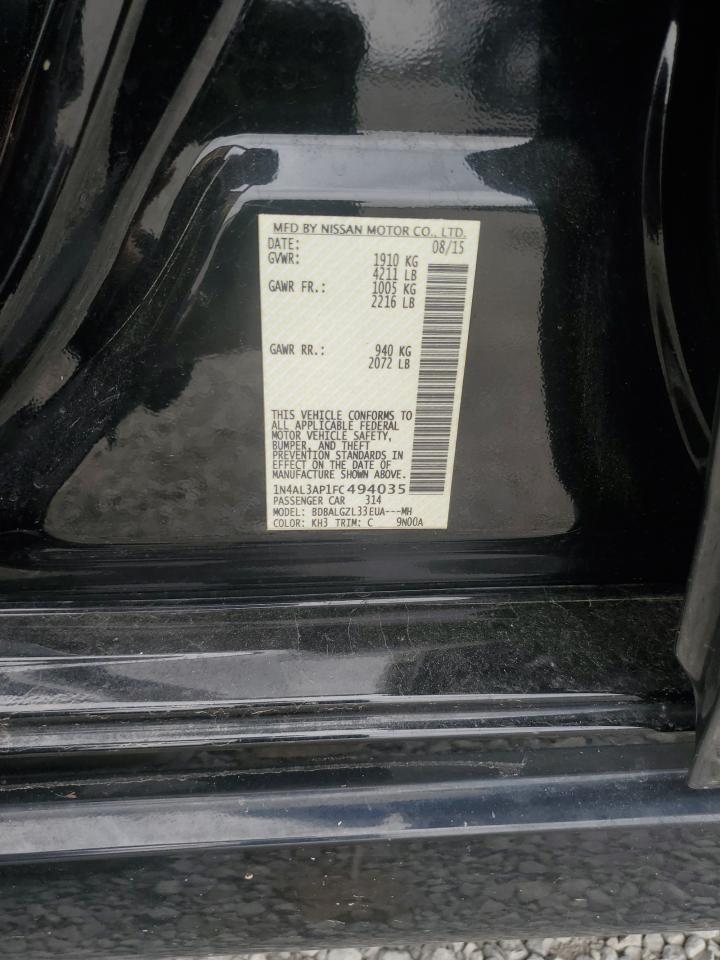 MFD BY NISSAN MOTOR CO., LTD.
DATE: 08/15
GVWR: 1910 KG
4211 LB
GAWR FR.: 1005 KG
2216 LB
GAWR RR.: 940 KG
2072 LB
THIS VEHICLE CONFORMS TO
ALL APPLICABLE FEDERAL
MOTOR VEHICLE SAFETY,
BUMPER, AND THEFT
PREVENTION STANDARDS IN
EFFECT ON THE DATE OF
MANUFACTURE SHOWN ABOVE.
1N4AL3AP1FC494035
PASSENGER CAR 314
MODEL: BDBALGZL33EUA---MH
COLOR: KH3 TRIM: C 9N00A